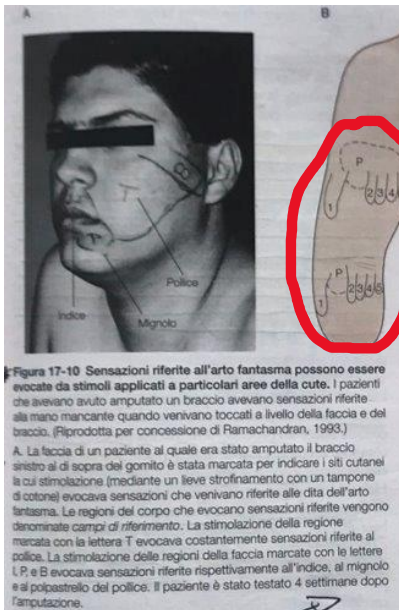 A
B
T
B
I
P
Pollice
Indice
Mignolo
P
1
2
3
4
P
1
2
3
4
5
Figura 17-10 Sensazioni riferite all'arto fantasma possono essere
evocate da stimoli applicati a particolari aree della cute. I pazienti
che avevano avuto amputato un braccio avevano sensazioni riferite
alla mano mancante quando venivano toccati a livello della faccia e del
braccio. (Riprodotta per concessione di Ramachandran, 1993.)
A. La faccia di un paziente al quale era stato amputato il braccio
sinistro al di sopra del gomito è stata marcata per indicare i siti cutanei
la cui stimolazione (mediante un lieve strofinamento con un tampone
di cotone) evocava sensazioni che venivano riferite alle dita dell'arto
fantasma. Le regioni del corpo che evocano sensazioni riferite vengono
denominate campi di riferimento. La stimolazione della regione
marcata con la lettera T evocava costantemente sensazioni riferite al
pollice. La stimolazione delle regioni della faccia marcate con le lettere
I, P, e B evocava sensazioni riferite rispettivamente all'indice, al mignolo
e al polpastrello del pollice. Il paziente è stato testato 4 settimane dopo
l'amputazione.